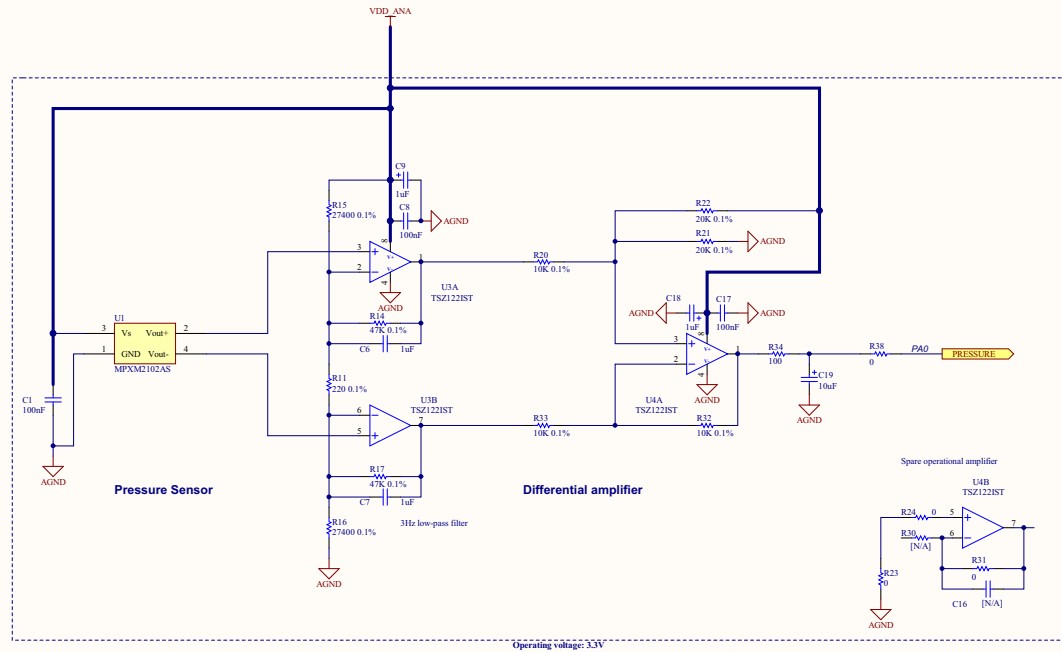 VDD_ANA
C9
1uF
R15
27400 0.1%
C8
100nF
AGND
8
3
V+
1
2
V-
4
AGND
U3A
TSZ122IST
R14
47K 0.1%
C6
1uF
R22
20K 0.1%
R21
20K 0.1%
AGND
R20
10K 0.1%
C18
AGND
1uF
C17
100nF
AGND
8
3
V+
1
2
V-
4
AGND
U4A
TSZ122IST
R34
100
R38
0
PA0
PRESSURE
C19
10uF
AGND
U1
3
Vs
Vout+
2
1
GND
Vout-
4
MPXM2102AS
C1
100nF
AGND
R11
220 0.1%
U3B
TSZ122IST
6
7
5
R33
10K 0.1%
R32
10K 0.1%
R17
47K 0.1%
C7
1uF
R16
27400 0.1%
3Hz low-pass filter
AGND
Pressure Sensor
Differential amplifier
Spare operational amplifier
U4B
TSZ122IST
R24
0
5
R30
6
7
[N/A]
R31
0
R23
0
C16
[N/A]
AGND
Operating voltage: 3.3V